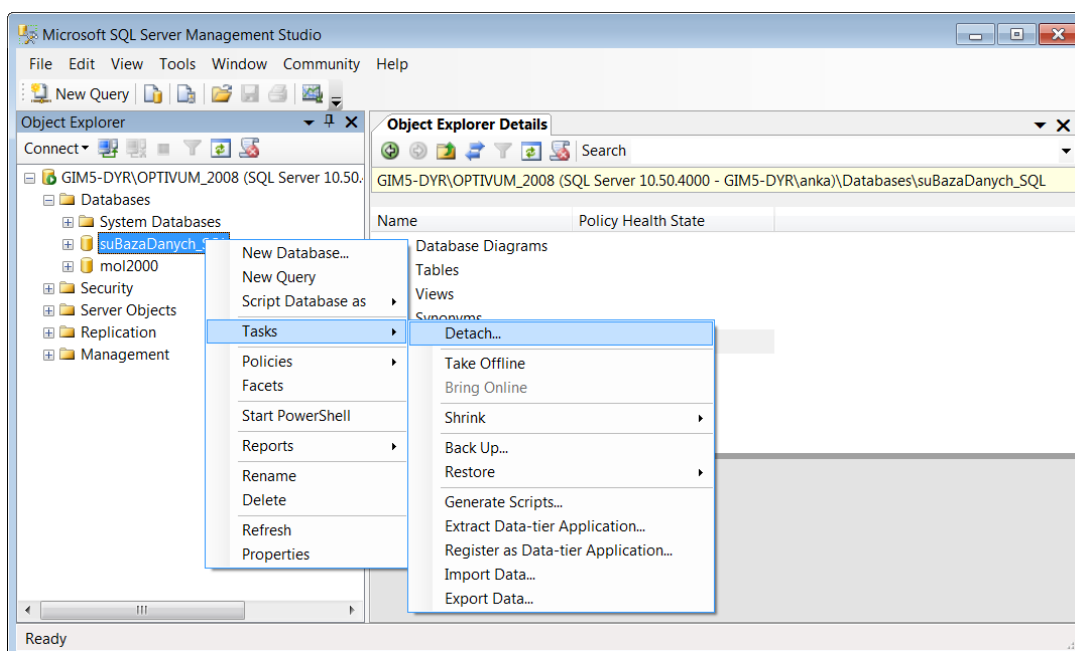 Microsoft SQL Server Management Studio
File Edit View Tools Window Community Help
New Query
Object Explorer
Connect
GIM5-DYR\OPTIVUM_2008 (SQL Server 10.50.
Databases
System Databases
suBazaDanych_
mol2000
Security
Server Objects
Replication
Management
Object Explorer Details
Search
GIM5-DYR\OPTIVUM_2008 (SQL Server 10.50.4000 - GIM5-DYR\anka)\Databases\suBazaDanych_SQL
Name Policy Health State
Database Diagrams
Tables
Views
Synonyms
New Database...
New Query
Script Database as
Tasks
Policies
Facets
Start PowerShell
Reports
Rename
Delete
Refresh
Properties
Detach...
Take Offline
Bring Online
Shrink
Back Up...
Restore
Generate Scripts...
Extract Data-tier Application...
Register as Data-tier Application...
Import Data...
Export Data...
Ready